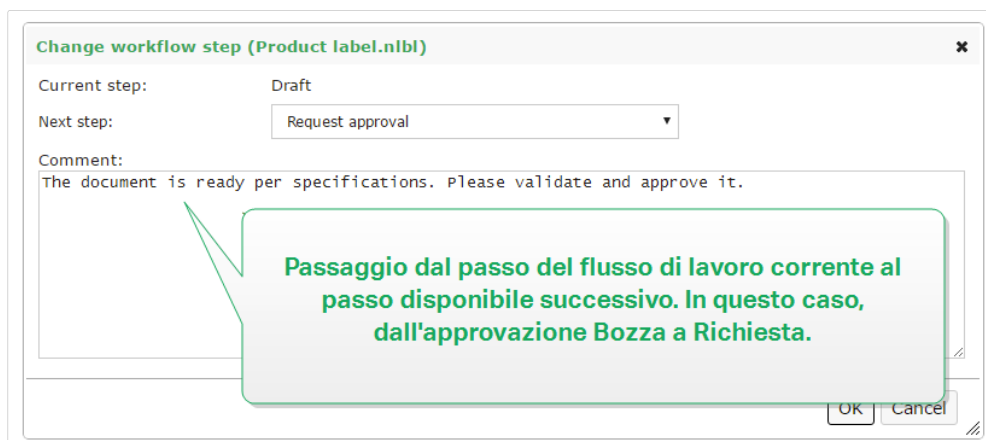 Change workflow step (Product label.nlbl) ✖
Current step: Draft
Next step: Request approval
Comment:
The document is ready per specifications. Please validate and approve it.
Passaggio dal passo del flusso di lavoro corrente al
passo disponibile successivo. In questo caso,
dall'approvazione Bozza a Richiesta.
OK Cancel